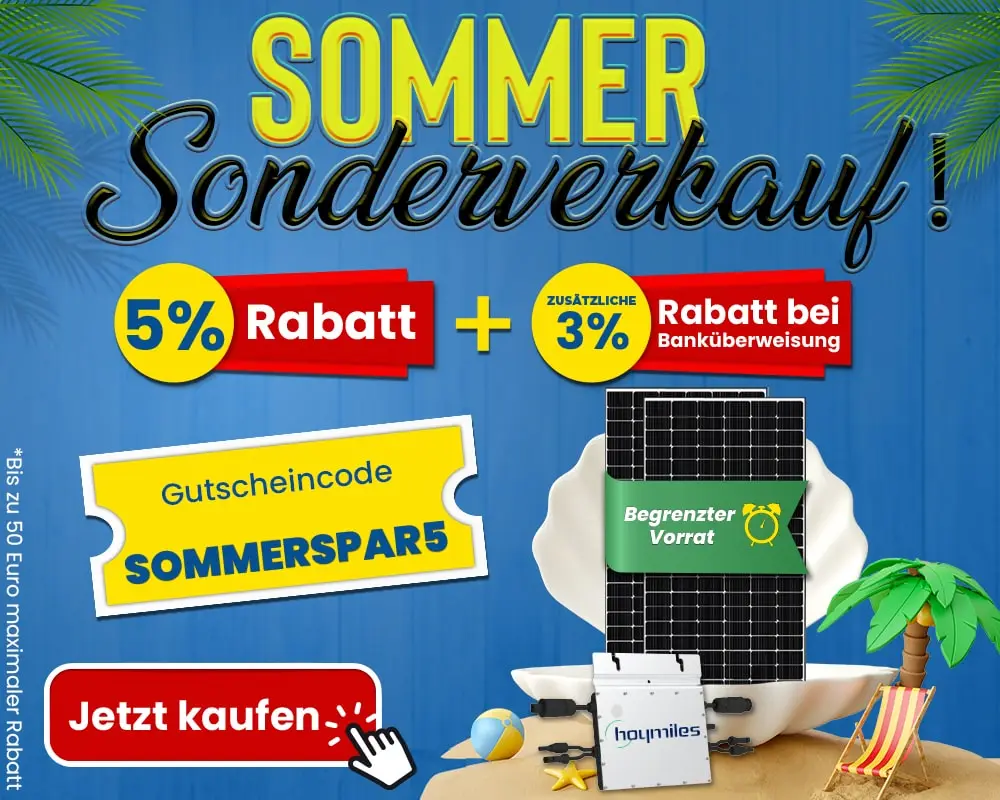 SOMMER
Sonderverkauf!
5% Rabatt
+
ZUSÄTZLICHE
3%
Rabatt bei
Banküberweisung
Gutscheincode
SOMMERSPAR5
Begrenzter
Vorrat
*Bis zu 50 Euro maximaler Rabatt
Jetzt kaufen
hoymiles